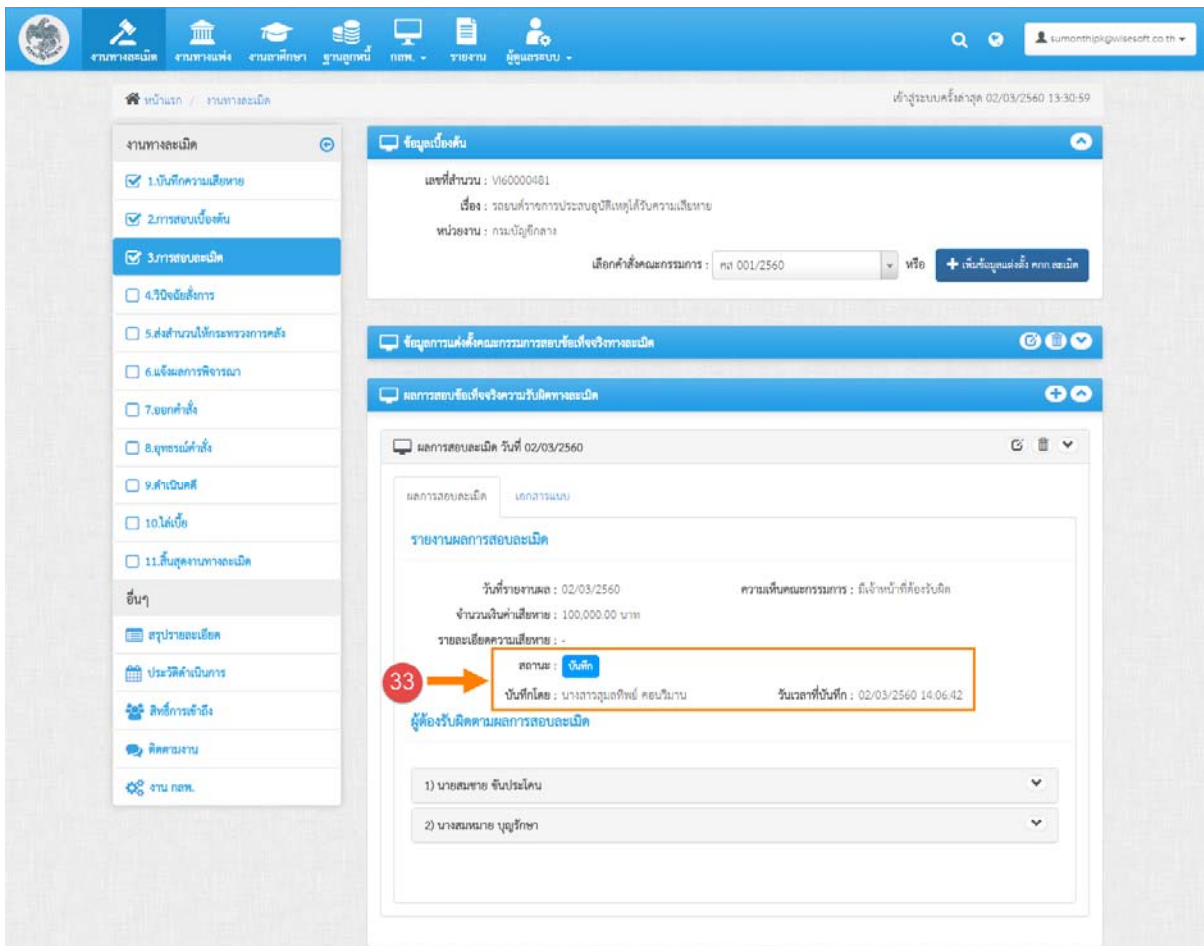 งานทางละเมิด งานทางแพ่ง งานลาศึกษา ฐานลูกหนี้ กลพ. รายงาน ผู้ดูแลระบบ sumonthipk@wisesoft.co.th
หน้าแรก / งานทางละเมิด เข้าสู่ระบบครั้งล่าสุด 02/03/2560 13:30:59
งานทางละเมิด
1.บันทึกความเสียหาย
2.การสอบเบื้องต้น
3.การสอบละเมิด
4.วินิจฉัยสั่งการ
5.ส่งสำนวนให้กระทรวงการคลัง
6.แจ้งผลการพิจารณา
7.ออกคำสั่ง
8.อุทธรณ์คำสั่ง
9.ดำเนินคดี
10.ไล่เบี้ย
11.สิ้นสุดงานทางละเมิด
อื่นๆ
สรุปรายละเอียด
ประวัติดำเนินการ
สิทธิ์การเข้าถึง
ติดตามงาน
งาน กลพ.
ข้อมูลเบื้องต้น
เลขที่สำนวน : VI60000481
เรื่อง : รถยนต์ราชการประสบอุบัติเหตุได้รับความเสียหาย
หน่วยงาน : กรมบัญชีกลาง
เลือกคำสั่งคณะกรรมการ : คส 001/2560 หรือ เพิ่มข้อมูลแต่งตั้ง คกก.ละเมิด
ข้อมูลการแต่งตั้งคณะกรรมการสอบข้อเท็จจริงทางละเมิด
ผลการสอบข้อเท็จจริงความรับผิดทางละเมิด
ผลการสอบละเมิด วันที่ 02/03/2560
ผลการสอบละเมิด เอกสารแนบ
รายงานผลการสอบละเมิด
วันที่รายงานผล : 02/03/2560 ความเห็นคณะกรรมการ : มีเจ้าหน้าที่ต้องรับผิด
จำนวนเงินค่าเสียหาย : 100,000.00 บาท
รายละเอียดความเสียหาย : -
สถานะ : บันทึก
33
บันทึกโดย : นางสาวสุมลทิพย์ คอนวิมาน วันเวลาที่บันทึก : 02/03/2560 14:06:42
ผู้ต้องรับผิดตามผลการสอบละเมิด
1) นายสมชาย ขันประโคน
2) นางสมหมาย บุญรักษา